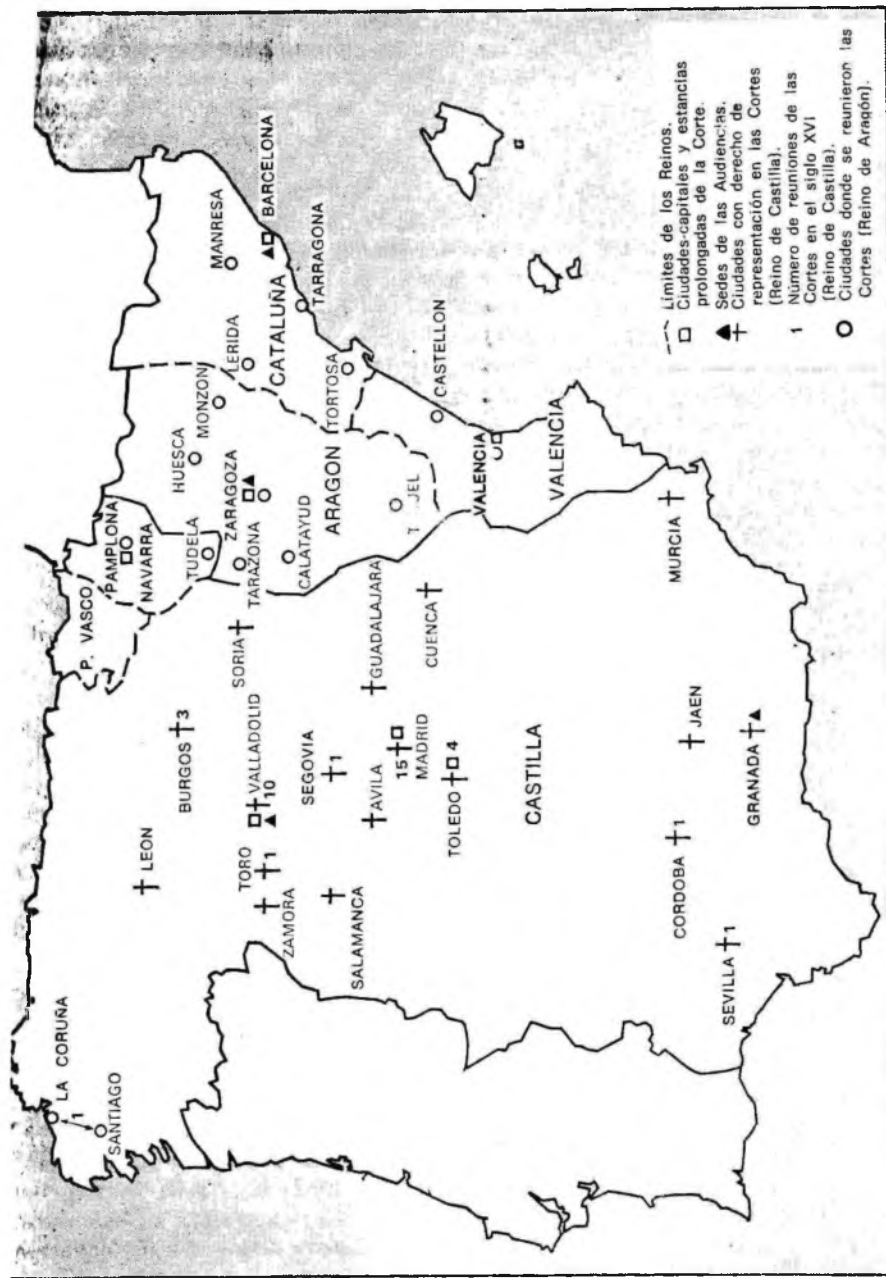 LA CORUÑA
1
SANTIAGO
LEON
BURGOS
3
P. VASCO
PAMPLONA
NAVARRA
TUDELA
HUESCA
MONZON
LERIDA
MANRESA
CATALUÑA
BARCELONA
TARRAGONA
ZARAGOZA
TARAZONA
CALATAYUD
ARAGON
TORTOSA
SORIA
VALLADOLID
10
TORO
1
ZAMORA
SALAMANCA
SEGOVIA
1
AVILA
GUADALAJARA
15
MADRID
TOLEDO
4
CUENCA
JEL
CASTELLON
VALENCIA
VALENCIA
CASTILLA
MURCIA
CORDOBA
1
JAEN
SEVILLA
1
GRANADA
Límites de los Reinos.
Ciudades-capitales y estancias
prolongadas de la Corte.
Sedes de las Audiencias.
Ciudades con derecho de
representación en las Cortes
(Reino de Castilla).
1 Número de reuniones de las
Cortes en el siglo XVI
(Reino de Castilla).
Ciudades donde se reunieron las
Cortes (Reino de Aragón).